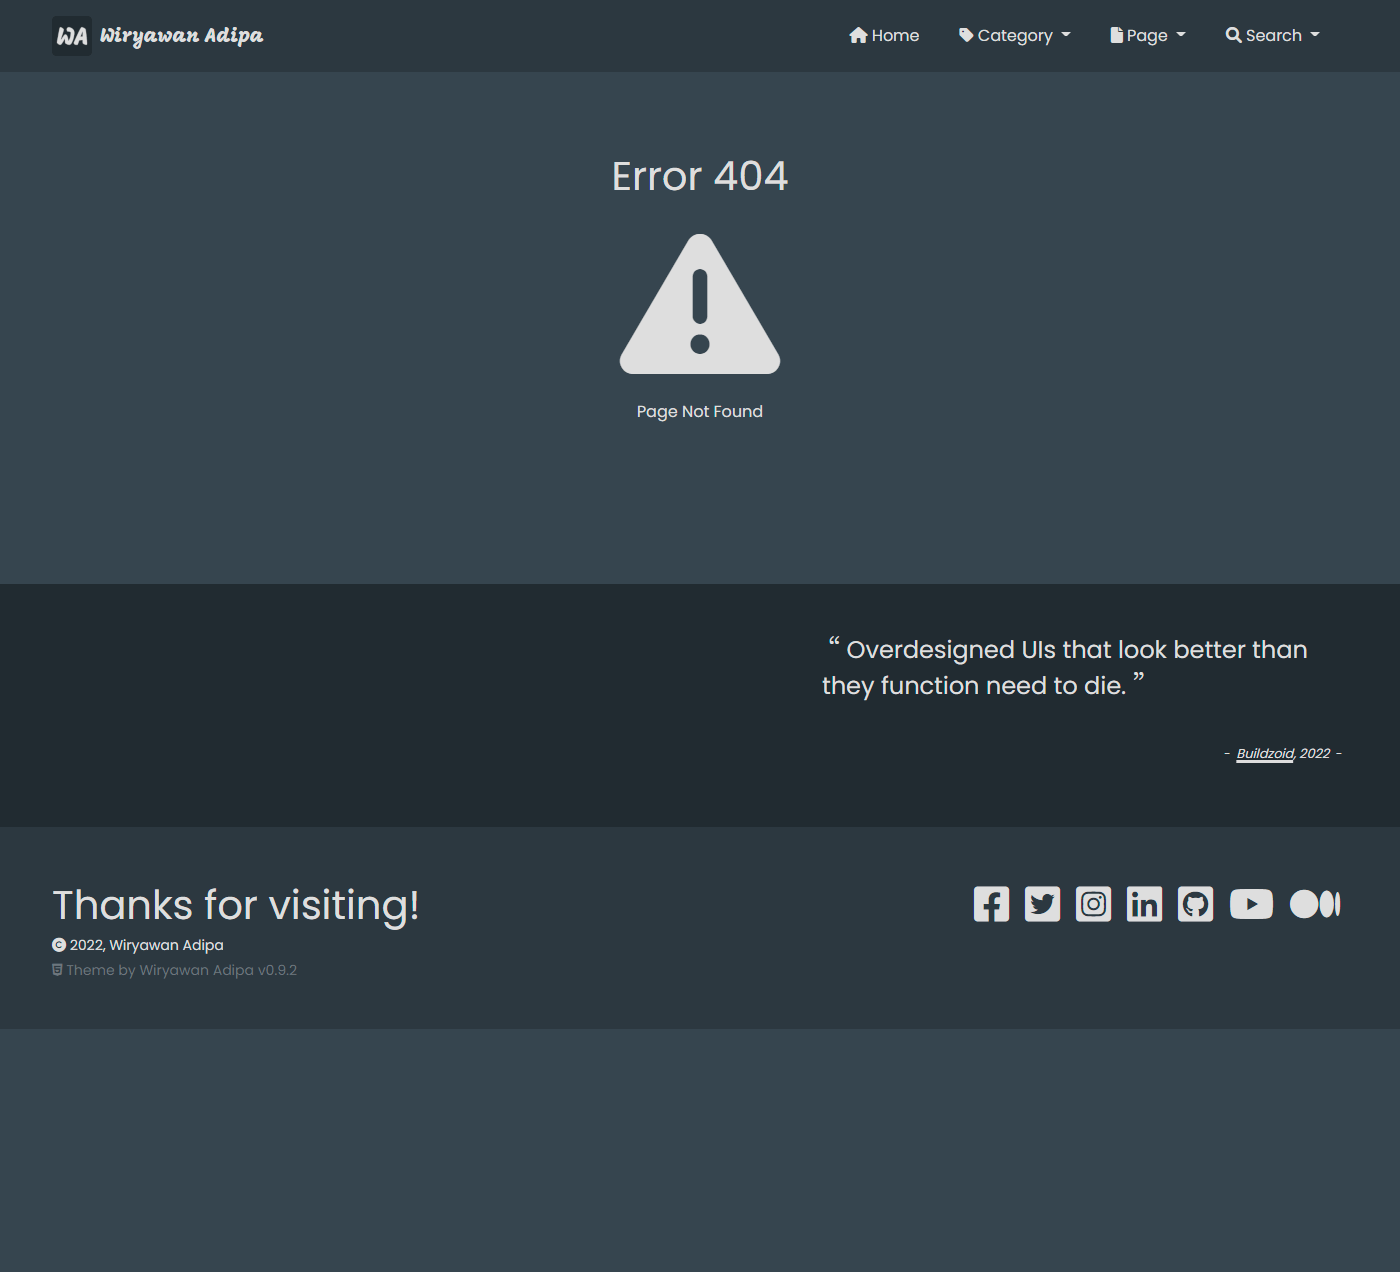 WA Wiryawan Adipa
Home Category Page Search
Error 404
Page Not Found
“ Overdesigned UIs that look better than
they function need to die. ”
- Buildzoid, 2022 -
Thanks for visiting!
© 2022, Wiryawan Adipa
Theme by Wiryawan Adipa v0.9.2